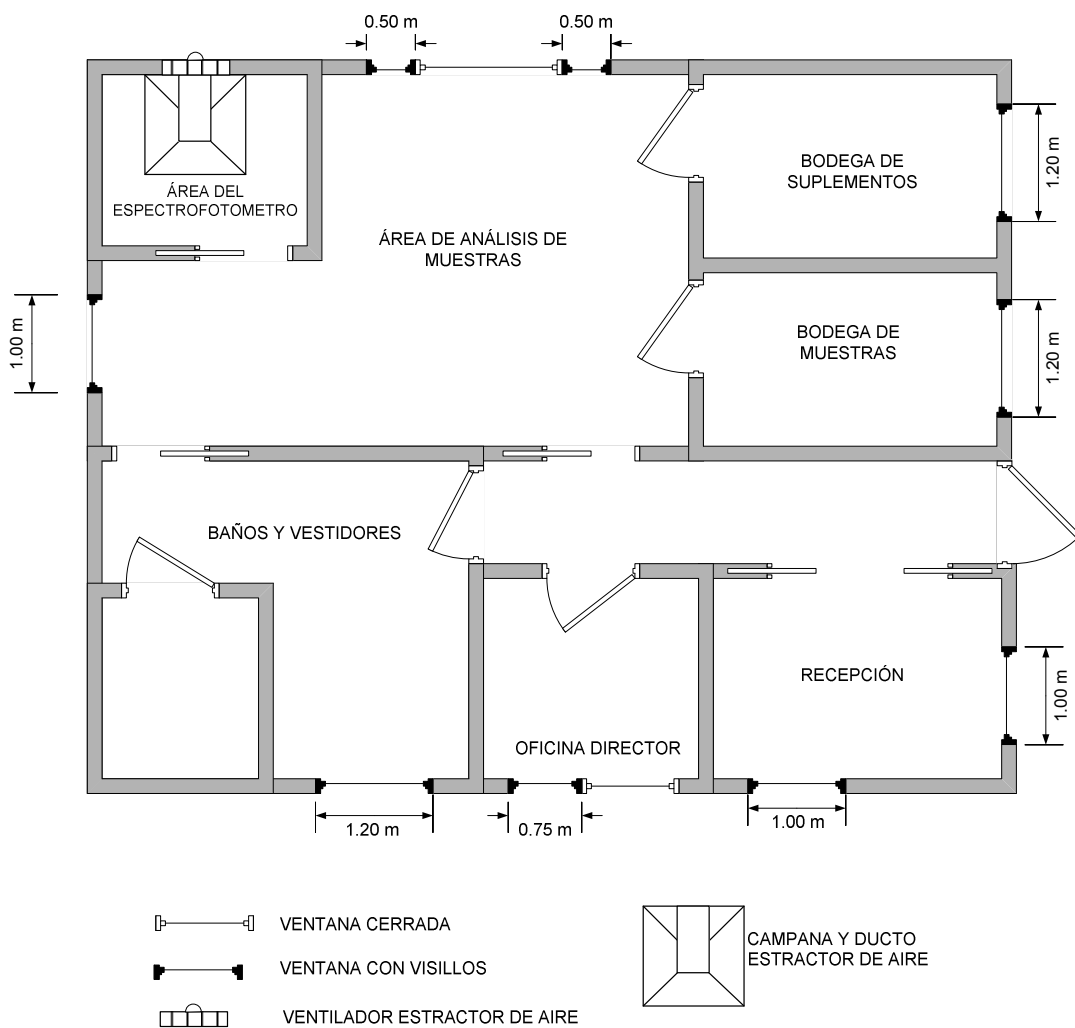 0.50 m
0.50 m
ÁREA DEL
ESPECTROFOTOMETRO
ÁREA DE ANÁLISIS DE
MUESTRAS
BODEGA DE
SUPLEMENTOS
1.20 m
1.00 m
BODEGA DE
MUESTRAS
1.20 m
BAÑOS Y VESTIDORES
RECEPCIÓN
1.00 m
OFICINA DIRECTOR
1.20 m
0.75 m
1.00 m
VENTANA CERRADA
VENTANA CON VISILLOS
VENTILADOR ESTRACTOR DE AIRE
CAMPANA Y DUCTO
ESTRACTOR DE AIRE